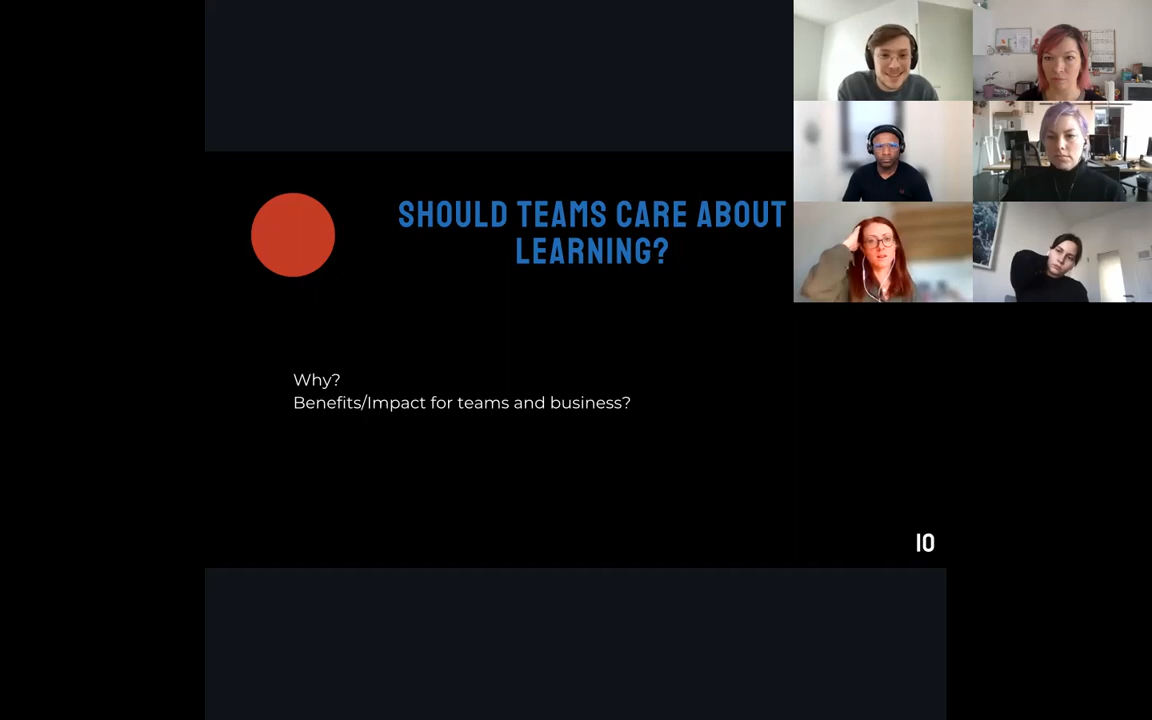 SHOULD TEAMS CARE ABOUT
LEARNING?
Why?
Benefits/Impact for teams and business?
10